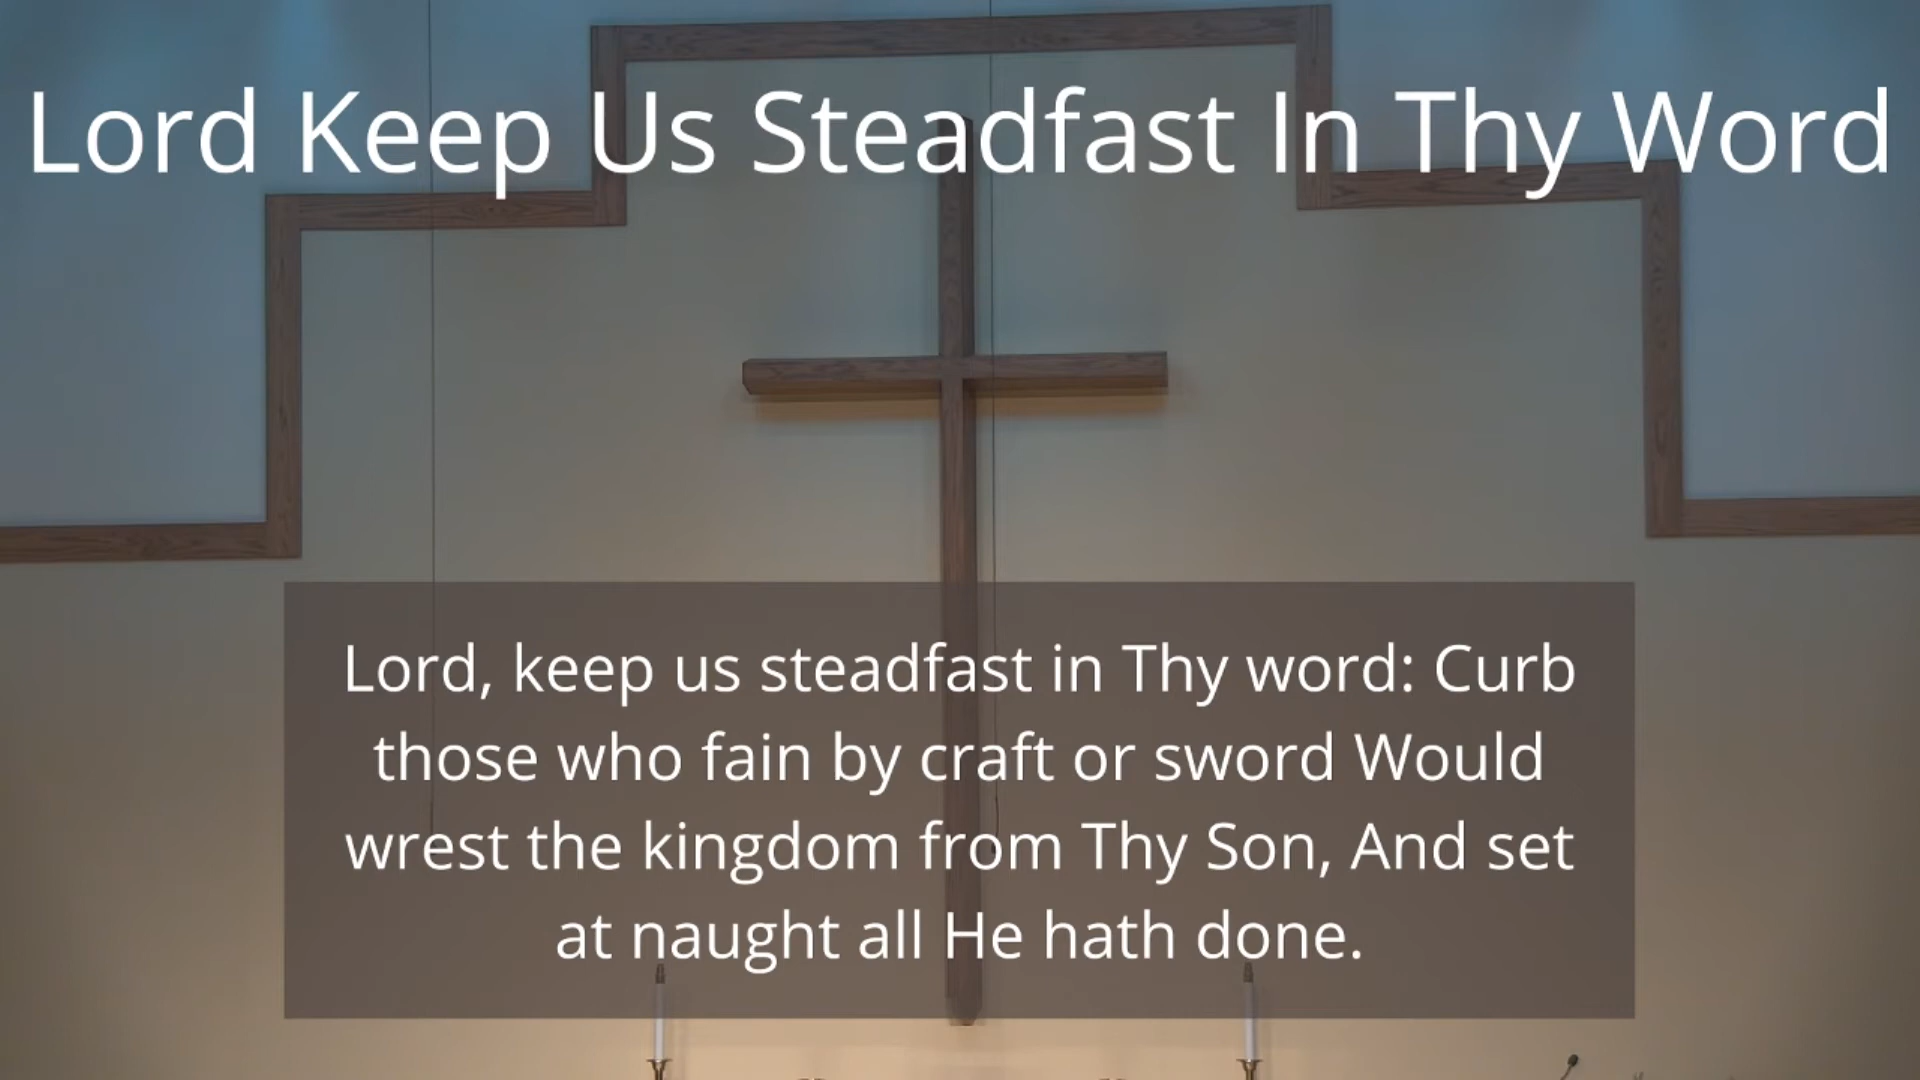 Lord Keep Us Steadfast In Thy Word
Lord, keep us steadfast in Thy word: Curb
those who fain by craft or sword Would
wrest the kingdom from Thy Son, And set
at naught all He hath done.